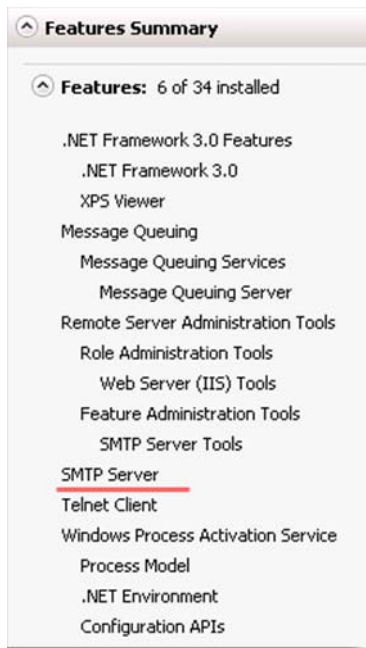 Features Summary
Features: 6 of 34 installed
.NET Framework 3.0 Features
.NET Framework 3.0
XPS Viewer
Message Queuing
Message Queuing Services
Message Queuing Server
Remote Server Administration Tools
Role Administration Tools
Web Server (IIS) Tools
Feature Administration Tools
SMTP Server Tools
SMTP Server
Telnet Client
Windows Process Activation Service
Process Model
.NET Environment
Configuration APIs